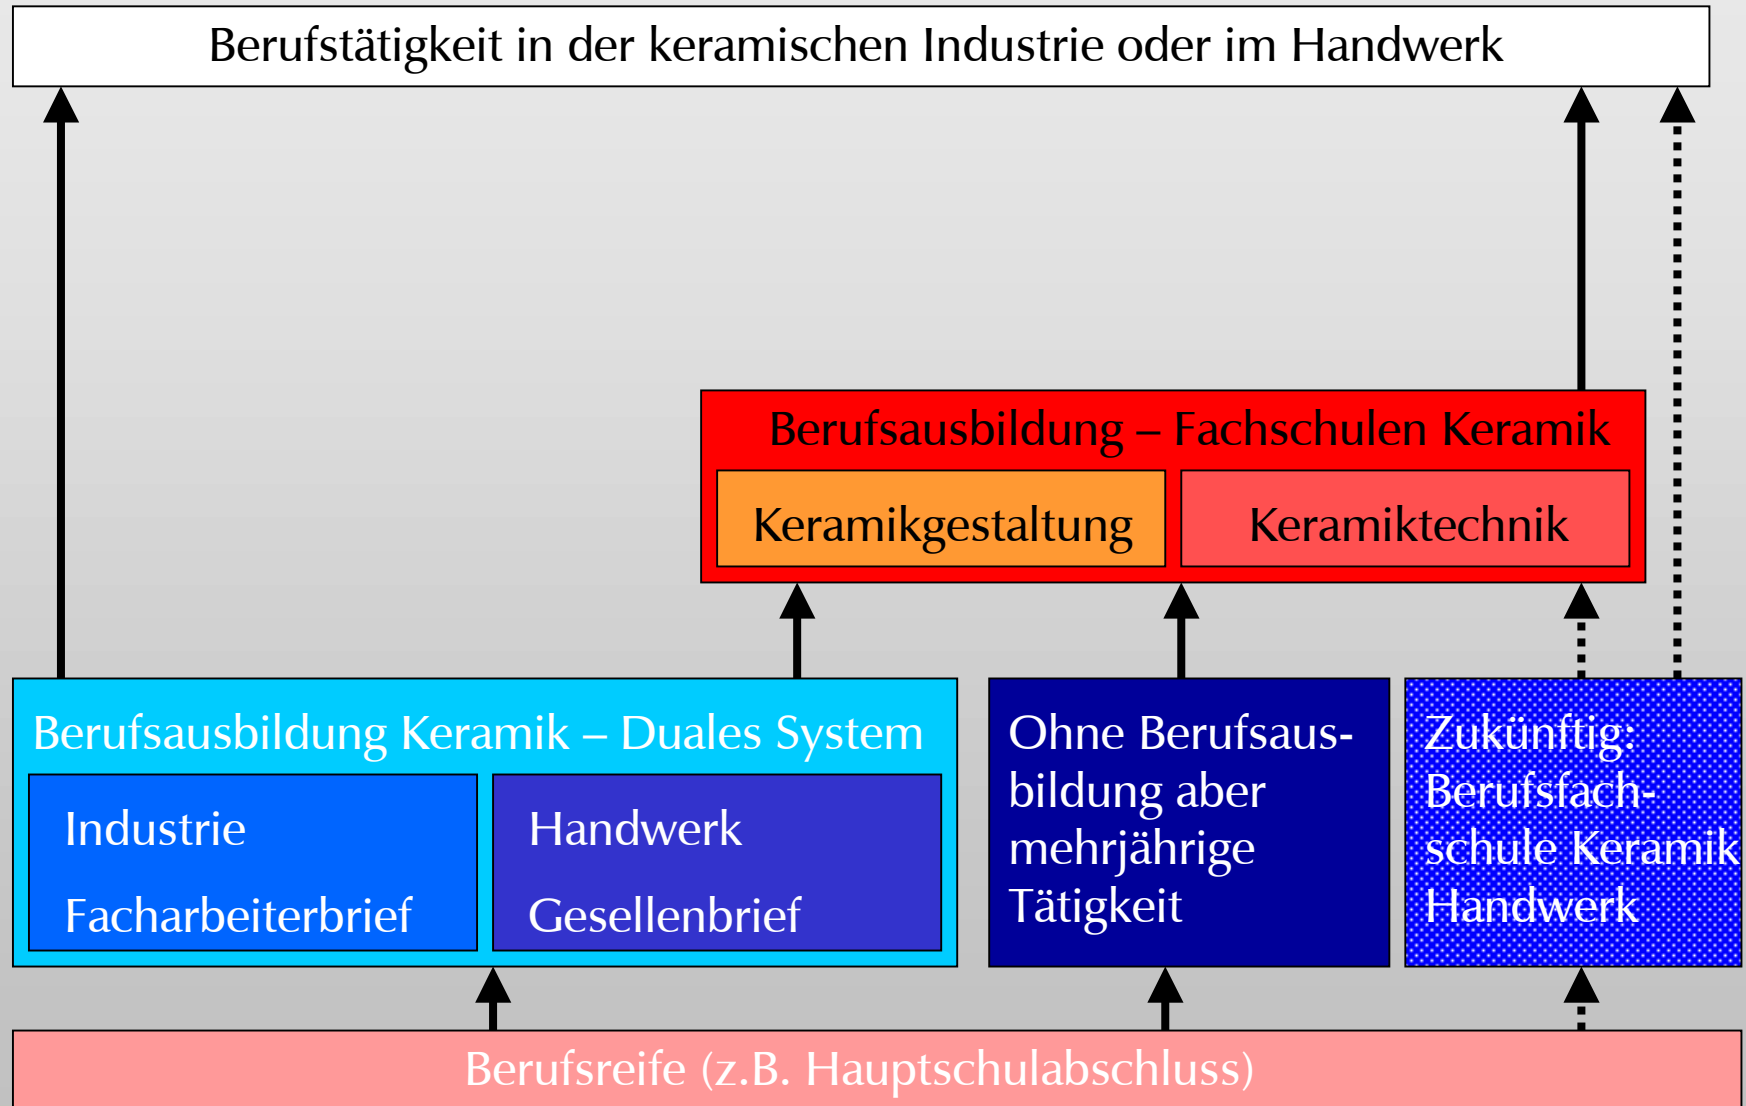 Berufstätigkeit in der keramischen Industrie oder im Handwerk
Berufsausbildung – Fachschulen Keramik
Keramikgestaltung
Keramiktechnik
Berufsausbildung Keramik – Duales System
Industrie
Facharbeiterbrief
Handwerk
Gesellenbrief
Ohne Berufsaus-
bildung aber
mehrjährige
Tätigkeit
Zukünftig:
Berufsfach-
schule Keramik
Handwerk
Berufsreife (z.B. Hauptschulabschluss)